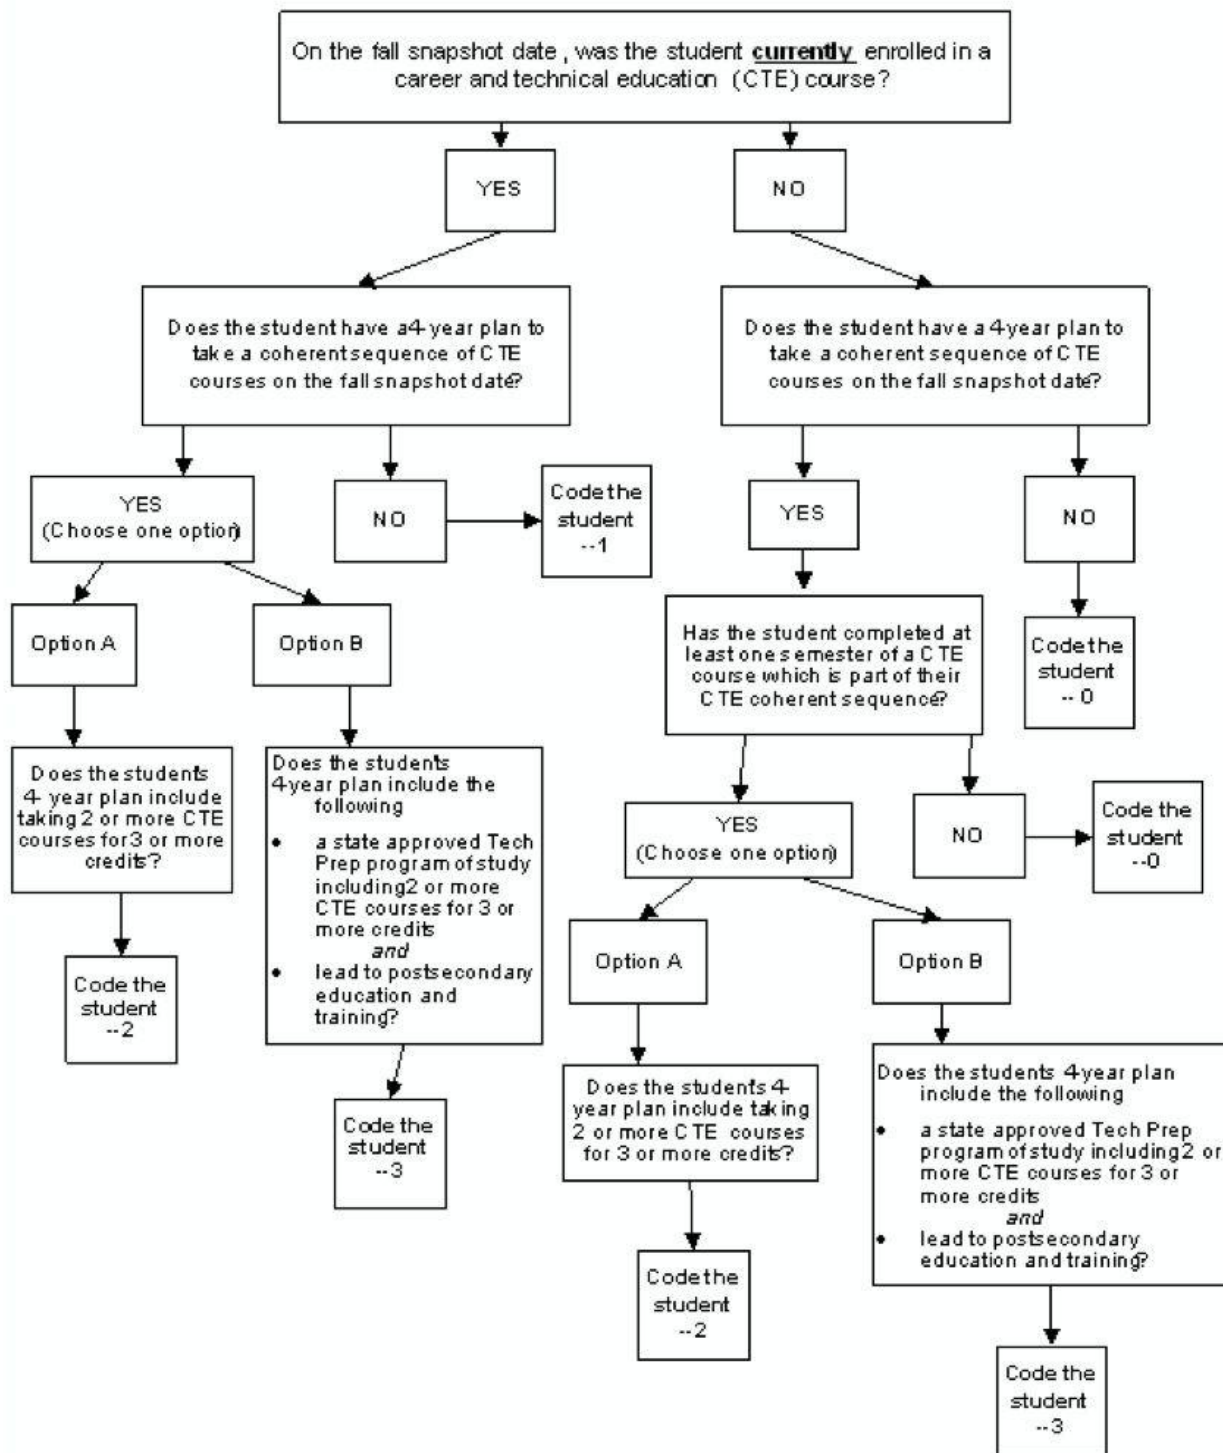 On the fall snapshot date , was the student currently enrolled in a
career and technical education (CTE) course?
YES
NO
Does the student have a 4-year plan to
take a coherent sequence of CTE
courses on the fall snapshot date?
Does the student have a 4-year plan to
take a coherent sequence of CTE
courses on the fall snapshot date?
YES
(Choose one option)
NO
Code the
student
--1
YES
NO
Option A
Option B
Has the student completed at
least one semester of a CTE
course which is part of their
CTE coherent sequence?
Code the
student
-- 0
Does the student's
4- year plan include
taking 2 or more CTE
courses for 3 or more
credits?
Does the student's
4-year plan include the
following
• a state approved Tech
Prep program of study
including 2 or more
CTE courses for 3 or
more credits
and
• lead to postsecondary
education and
training?
YES
(Choose one option)
NO
Code the
student
--0
Code the
student
--2
Option A
Option B
Code the
student
--3
Does the student's 4-
year plan include taking
2 or more CTE courses
for 3 or more credits?
Does the students 4-year plan
include the following
• a state approved Tech Prep
program of study including 2 or
more CTE courses for 3 or
more credits
and
• lead to postsecondary
education and training?
Code the
student
--2
Code the
student
--3